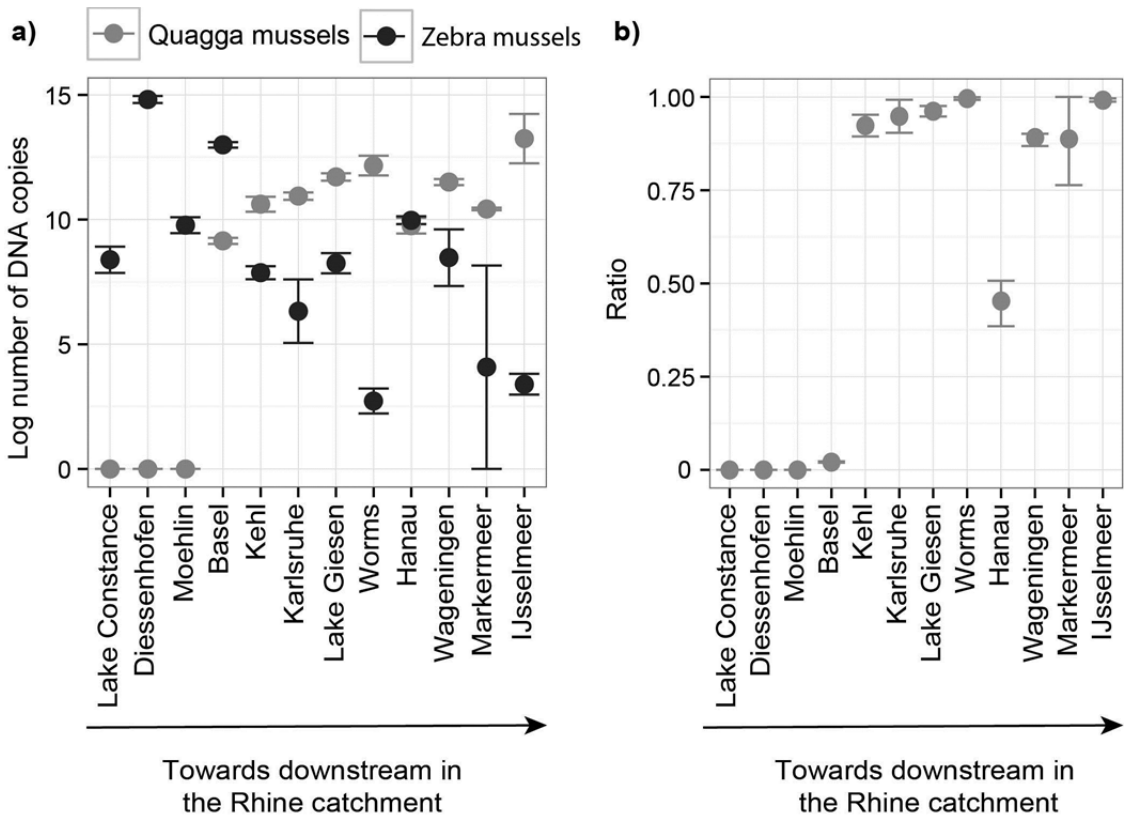 a)
Quagga mussels
Zebra mussels
Log number of DNA copies
15
10
5
0
Lake Constance
Diessenhofen
Moehlin
Basel
Kehl
Karlsruhe
Lake Giesen
Worms
Hanau
Wageningen
Markermeer
IJsselmeer
Towards downstream in
the Rhine catchment
b)
Ratio
1.00
0.75
0.50
0.25
0
Lake Constance
Diessenhofen
Moehlin
Basel
Kehl
Karlsruhe
Lake Giesen
Worms
Hanau
Wageningen
Markermeer
IJsselmeer
Towards downstream in
the Rhine catchment